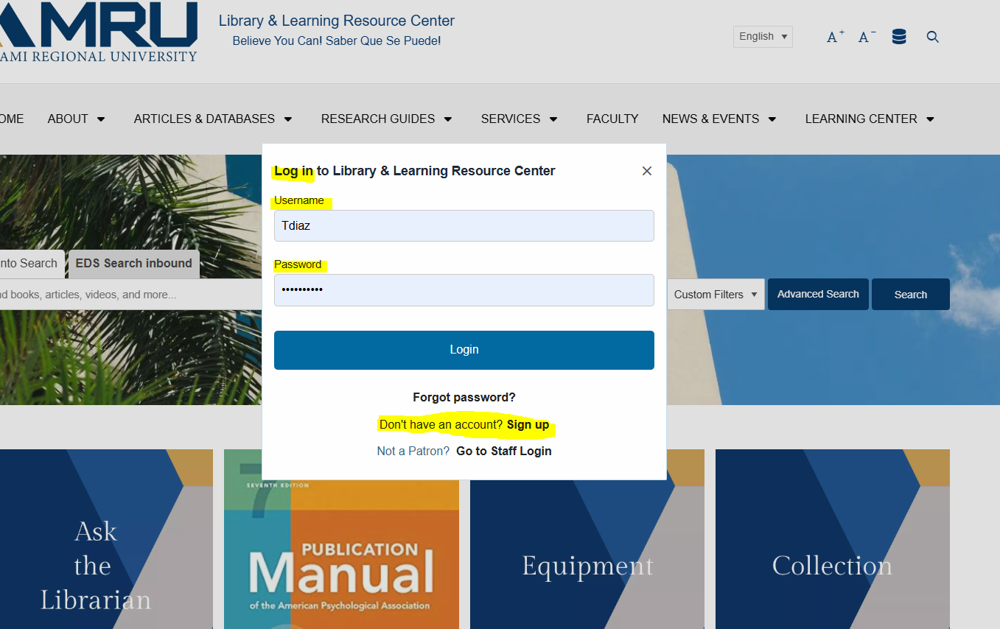 MRU
AMI REGIONAL UNIVERSITY
Library & Learning Resource Center
Believe You Can! Saber Que Se Puede!
English
A+ A−
OME ABOUT ARTICLES & DATABASES RESEARCH GUIDES SERVICES FACULTY NEWS & EVENTS LEARNING CENTER
Log in to Library & Learning Resource Center
Username
Tdiaz
Password
••••••••••
Login
Forgot password?
Don't have an account? Sign up
Not a Patron? Go to Staff Login
nto Search EDS Search inbound
d books, articles, videos, and more...
Custom Filters Advanced Search Search
Ask
the
Librarian
7
SEVENTH EDITION
PUBLICATION
Manual
of the American Psychological Association
Equipment
Collection